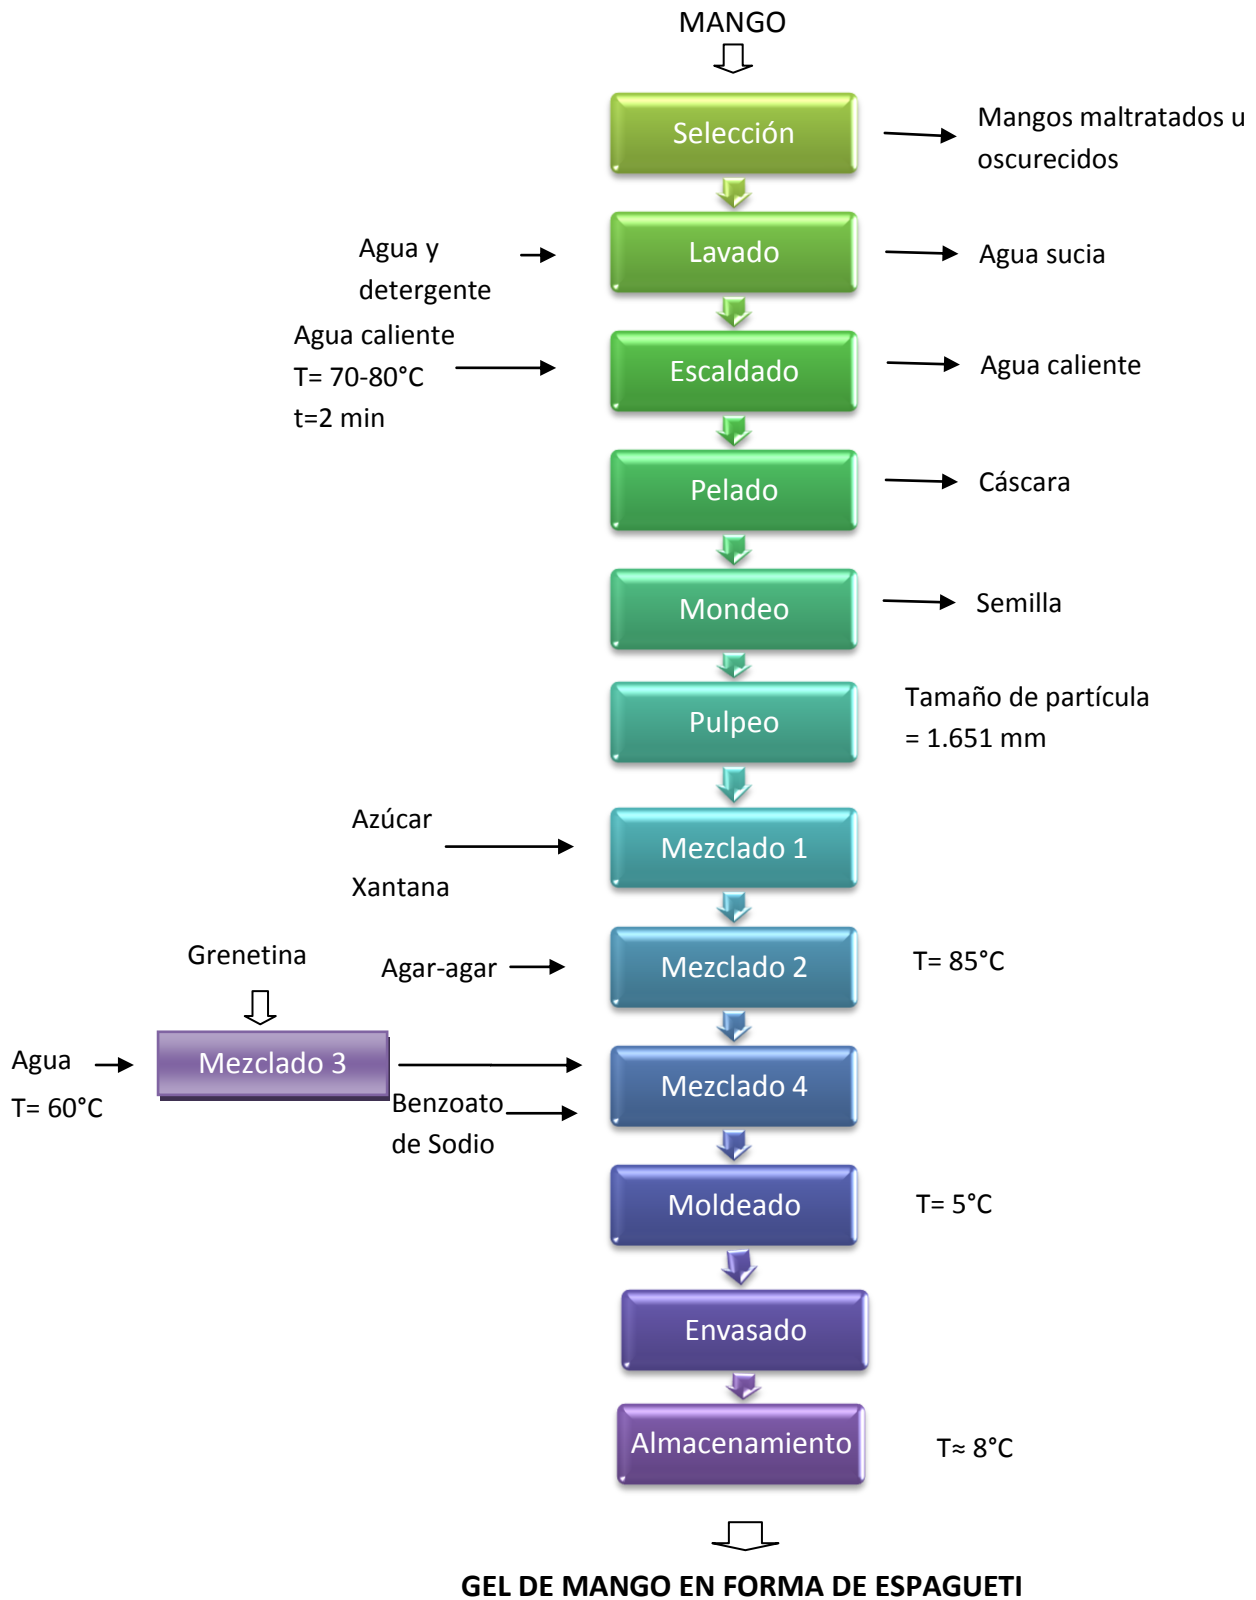 MANGO
Selección
Mangos maltratados u
oscurecidos
Agua y
detergente
Lavado
Agua sucia
Agua caliente
T= 70-80°C
t=2 min
Escaldado
Agua caliente
Pelado
Cáscara
Mondeo
Semilla
Pulpeo
Tamaño de partícula
= 1.651 mm
Azúcar
Xantana
Mezclado 1
Agar-agar
Mezclado 2
T= 85°C
Grenetina
Agua
T= 60°C
Mezclado 3
Benzoato
de Sodio
Mezclado 4
Moldeado
T= 5°C
Envasado
Almacenamiento
T≈ 8°C
GEL DE MANGO EN FORMA DE ESPAGUETI